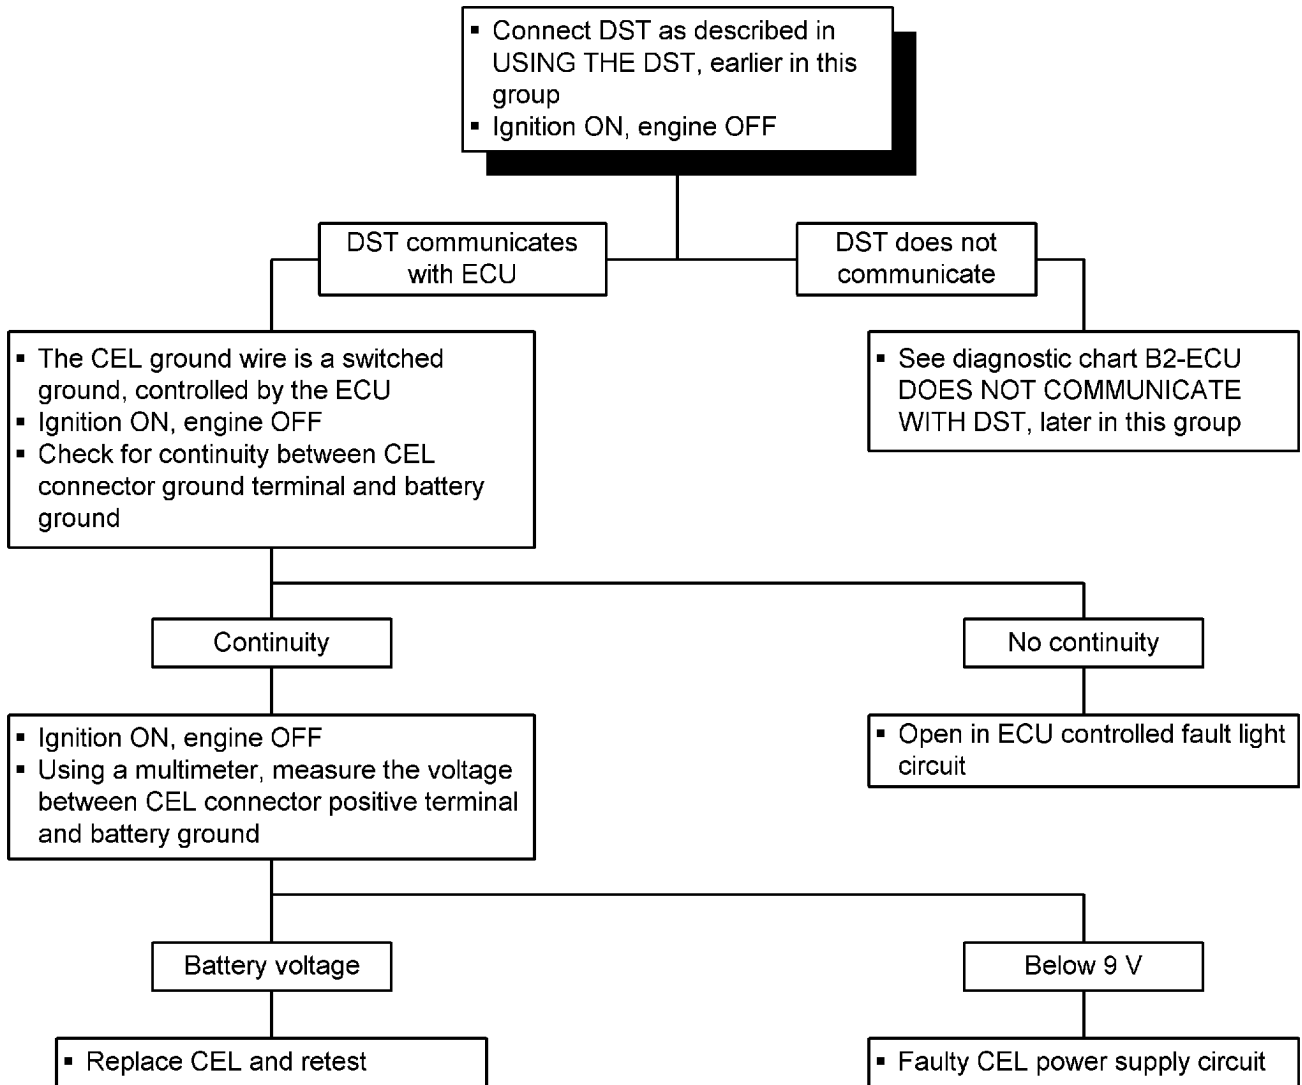 ▪ Connect DST as described in
USING THE DST, earlier in this
group
▪ Ignition ON, engine OFF
DST communicates
with ECU
DST does not
communicate
▪ The CEL ground wire is a switched
ground, controlled by the ECU
▪ Ignition ON, engine OFF
▪ Check for continuity between CEL
connector ground terminal and battery
ground
▪ See diagnostic chart B2-ECU
DOES NOT COMMUNICATE
WITH DST, later in this group
Continuity
No continuity
▪ Ignition ON, engine OFF
▪ Using a multimeter, measure the voltage
between CEL connector positive terminal
and battery ground
▪ Open in ECU controlled fault light
circuit
Battery voltage
Below 9 V
▪ Replace CEL and retest
▪ Faulty CEL power supply circuit